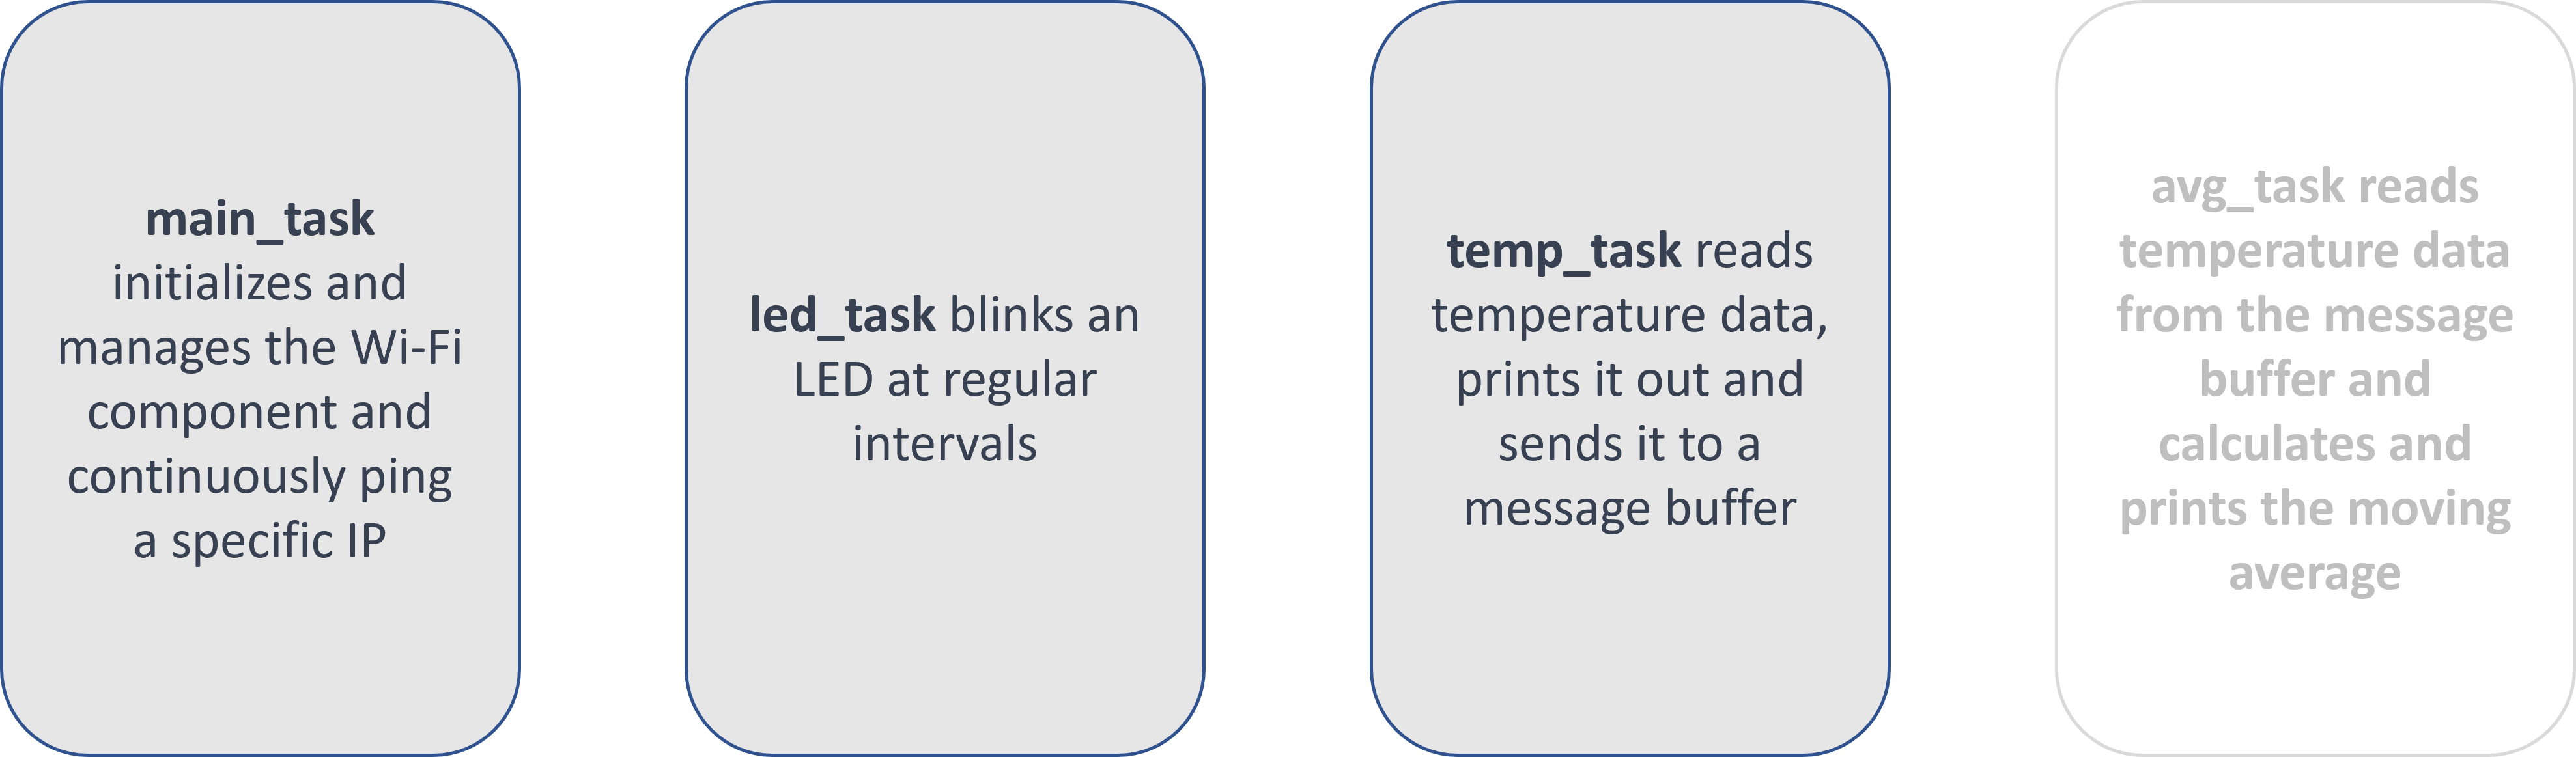 main_task
initializes and
manages the Wi-Fi
component and
continuously ping
a specific IP
led_task blinks an
LED at regular
intervals
temp_task reads
temperature data,
prints it out and
sends it to a
message buffer
avg_task reads
temperature data
from the message
buffer and
calculates and
prints the moving
average